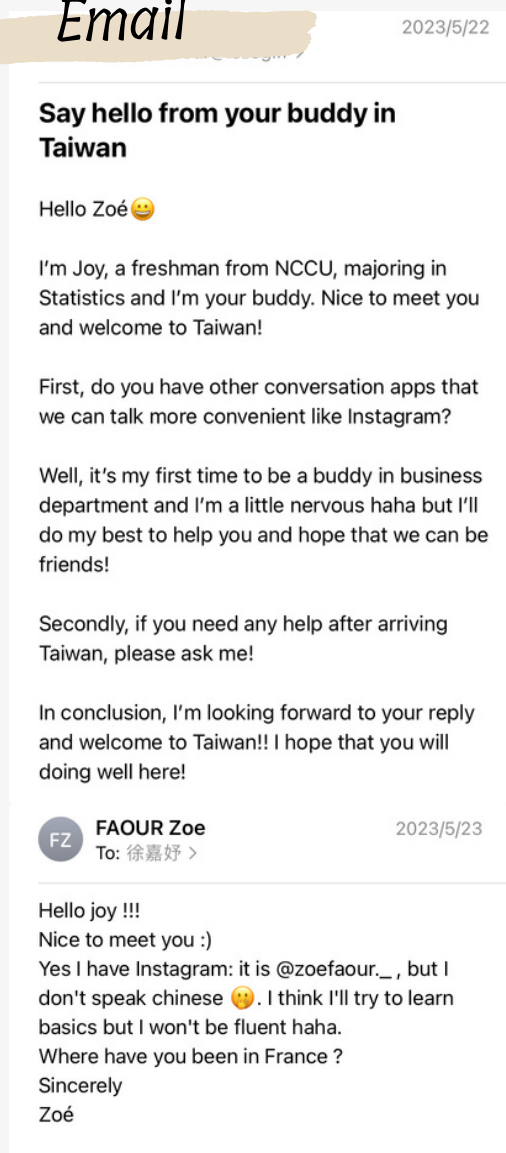 Email
2023/5/22
Say hello from your buddy in
Taiwan
Hello Zoé😀
I’m Joy, a freshman from NCCU, majoring in
Statistics and I’m your buddy. Nice to meet you
and welcome to Taiwan!
First, do you have other conversation apps that
we can talk more convenient like Instagram?
Well, it’s my first time to be a buddy in business
department and I’m a little nervous haha but I’ll
do my best to help you and hope that we can be
friends!
Secondly, if you need any help after arriving
Taiwan, please ask me!
In conclusion, I’m looking forward to your reply
and welcome to Taiwan!! I hope that you will
doing well here!
FZ
FAOUR Zoe
2023/5/23
To: 徐嘉妤 >
Hello joy !!!
Nice to meet you :)
Yes I have Instagram: it is @zoefaour._ , but I
don't speak chinese 🤫. I think I'll try to learn
basics but I won't be fluent haha.
Where have you been in France ?
Sincerely
Zoé